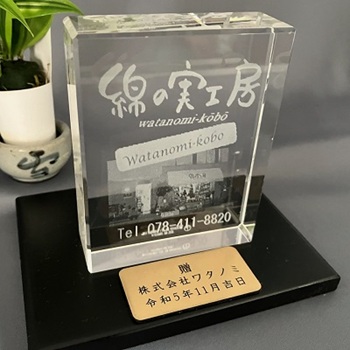 綿の実工房
watanomi-kōbō
Watanomi-kobo
Tel.078-411-8820
贈
株式会社ワタノミ
令和5年11月吉日